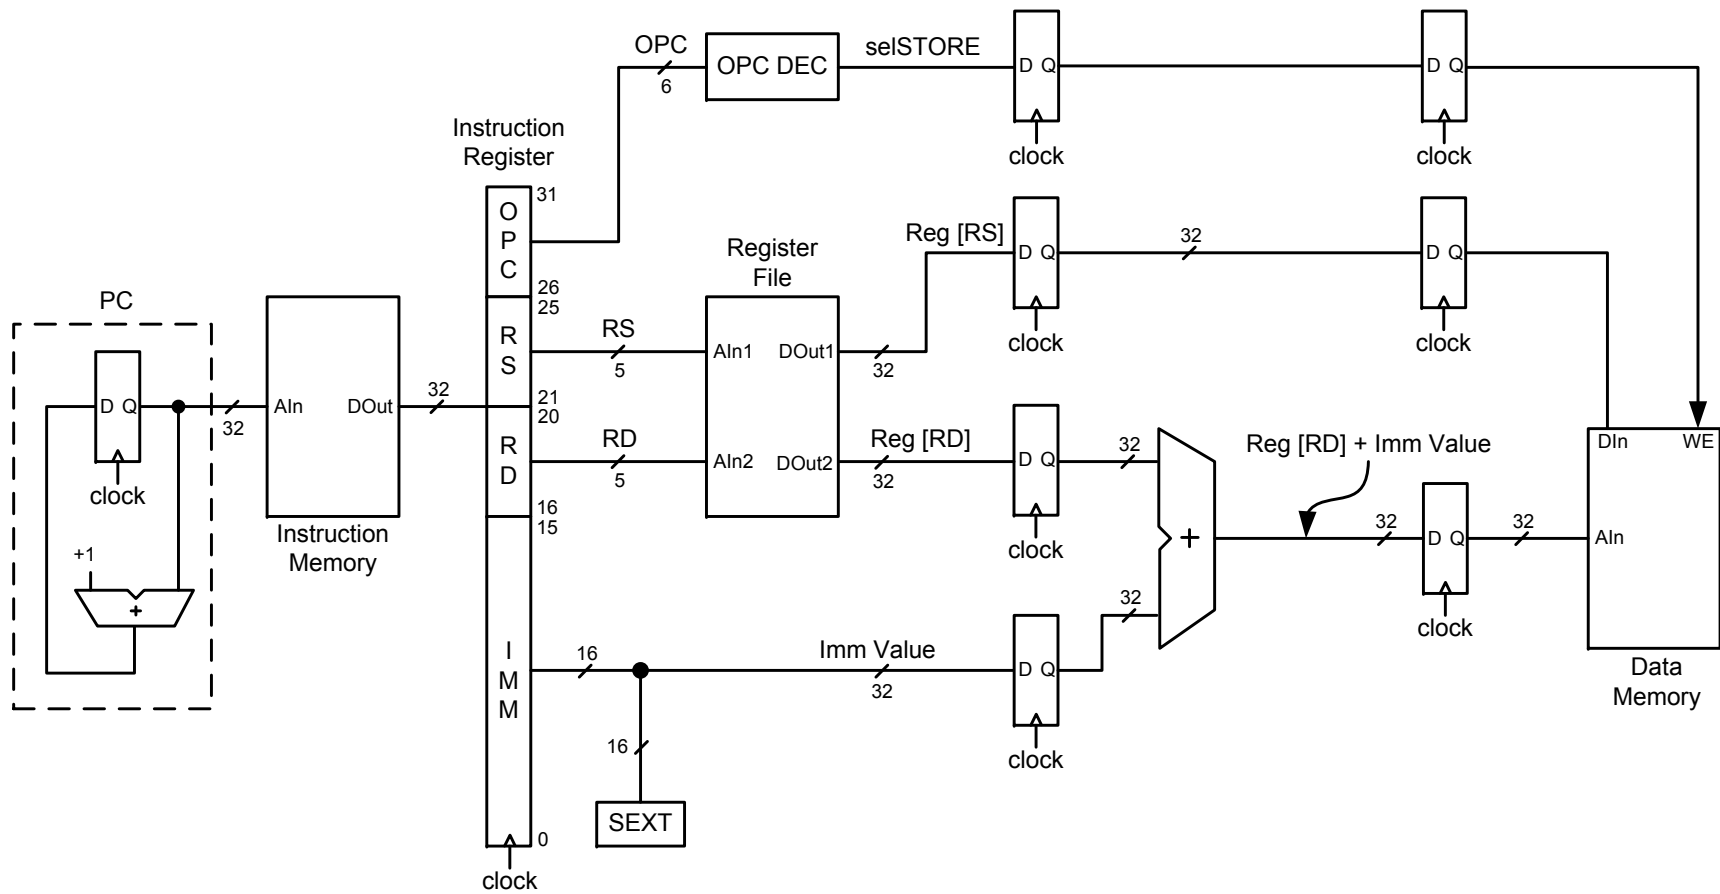 OPC
6
OPC DEC
selSTORE
D Q
clock
D Q
clock
Instruction
Register
31
O
P
C
26
25
R
S
21
20
R
D
16
15
I
M
M
0
clock
PC
D Q
clock
+1
+
32
AIn
DOut
Instruction
Memory
32
RS
5
RD
5
Register
File
AIn1
DOut1
AIn2
DOut2
32
Reg [RS]
D Q
clock
32
D Q
clock
Reg [RD]
32
D Q
clock
32
+
32
Reg [RD] + Imm Value
32
D Q
clock
32
DIn
WE
AIn
Data
Memory
16
Imm Value
32
D Q
clock
16
SEXT